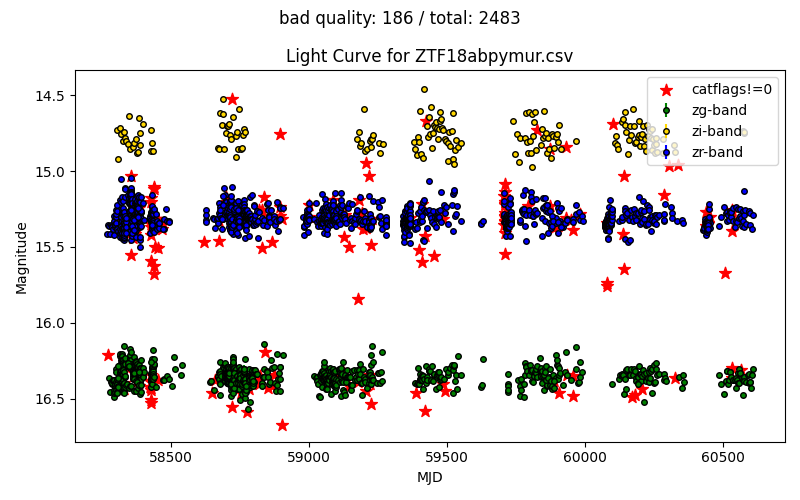 bad quality: 186 / total: 2483
Light Curve for ZTF18abpymur.csv
catflags!=0
zg-band
zi-band
zr-band
14.5
15.0
15.5
16.0
16.5
Magnitude
58500 59000 59500 60000 60500
MJD